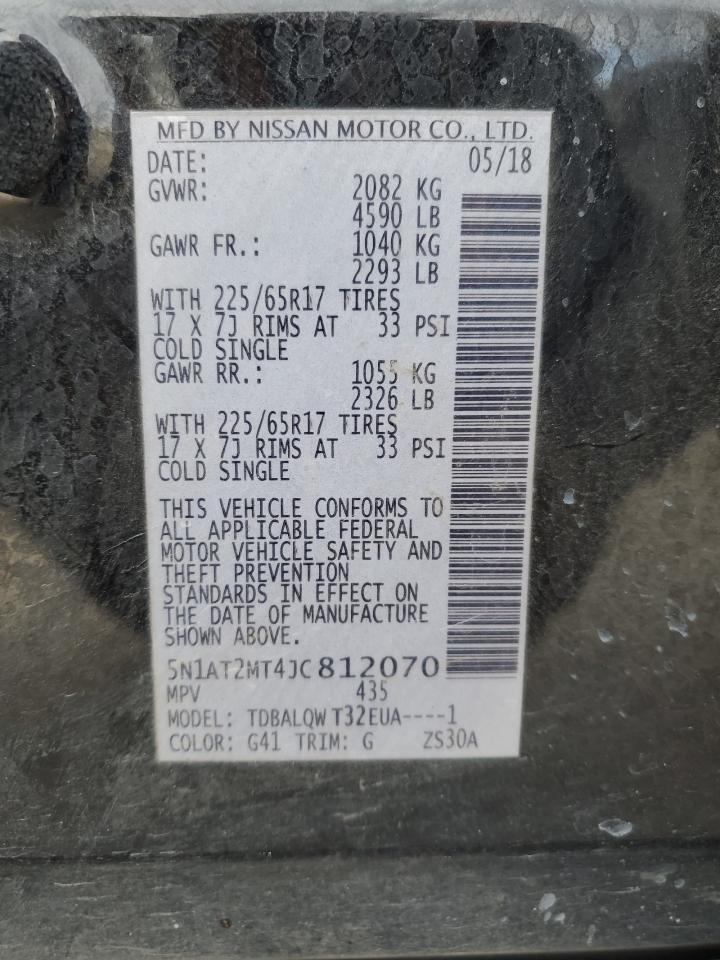 MFD BY NISSAN MOTOR CO., LTD.
DATE: 05/18
GVWR: 2082 KG
4590 LB
GAWR FR.: 1040 KG
2293 LB
WITH 225/65R17 TIRES
17 X 7J RIMS AT 33 PSI
COLD SINGLE
GAWR RR.: 1055 KG
2326 LB
WITH 225/65R17 TIRES
17 X 7J RIMS AT 33 PSI
COLD SINGLE
THIS VEHICLE CONFORMS TO
ALL APPLICABLE FEDERAL
MOTOR VEHICLE SAFETY AND
THEFT PREVENTION
STANDARDS IN EFFECT ON
THE DATE OF MANUFACTURE
SHOWN ABOVE.
5N1AT2MT4JC812070
MPV 435
MODEL: TDBALQW T32EUA----1
COLOR: G41 TRIM: G ZS30A